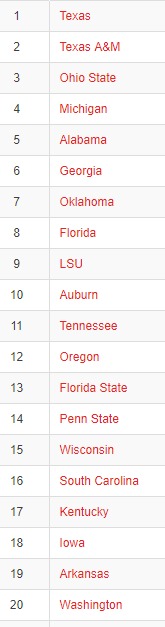 1 Texas
2 Texas A&M
3 Ohio State
4 Michigan
5 Alabama
6 Georgia
7 Oklahoma
8 Florida
9 LSU
10 Auburn
11 Tennessee
12 Oregon
13 Florida State
14 Penn State
15 Wisconsin
16 South Carolina
17 Kentucky
18 Iowa
19 Arkansas
20 Washington